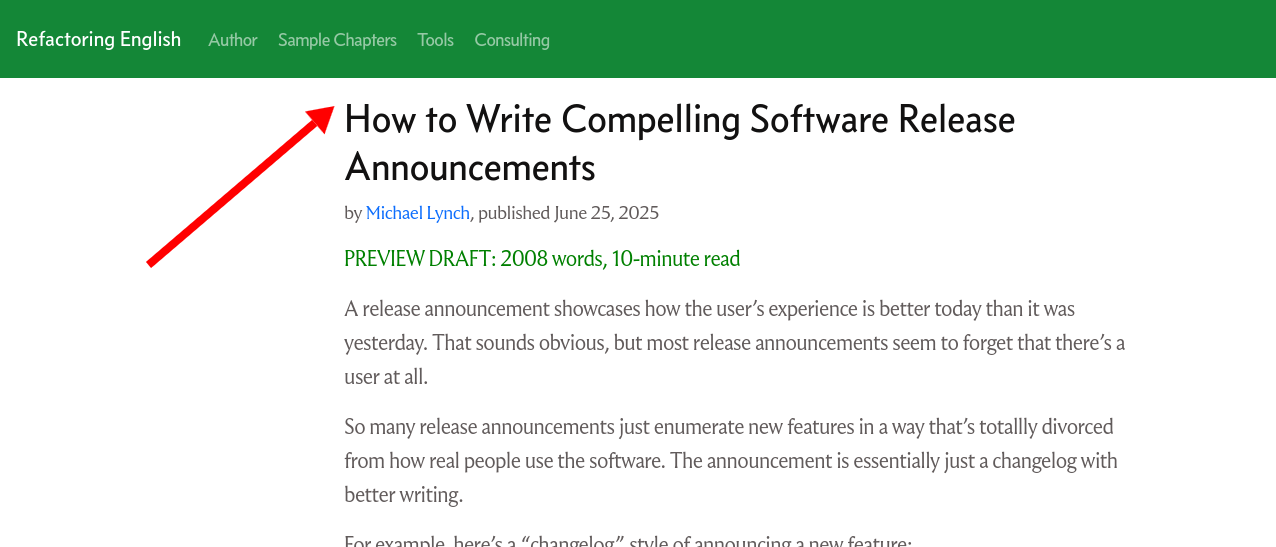 Refactoring English Author Sample Chapters Tools Consulting
How to Write Compelling Software Release
Announcements
by Michael Lynch, published June 25, 2025
PREVIEW DRAFT: 2008 words, 10-minute read
A release announcement showcases how the user’s experience is better today than it was
yesterday. That sounds obvious, but most release announcements seem to forget that there’s a
user at all.
So many release announcements just enumerate new features in a way that’s totallly divorced
from how real people use the software. The announcement is essentially just a changelog with
better writing.
For example, here’s a “changelog” style of announcing a new feature: